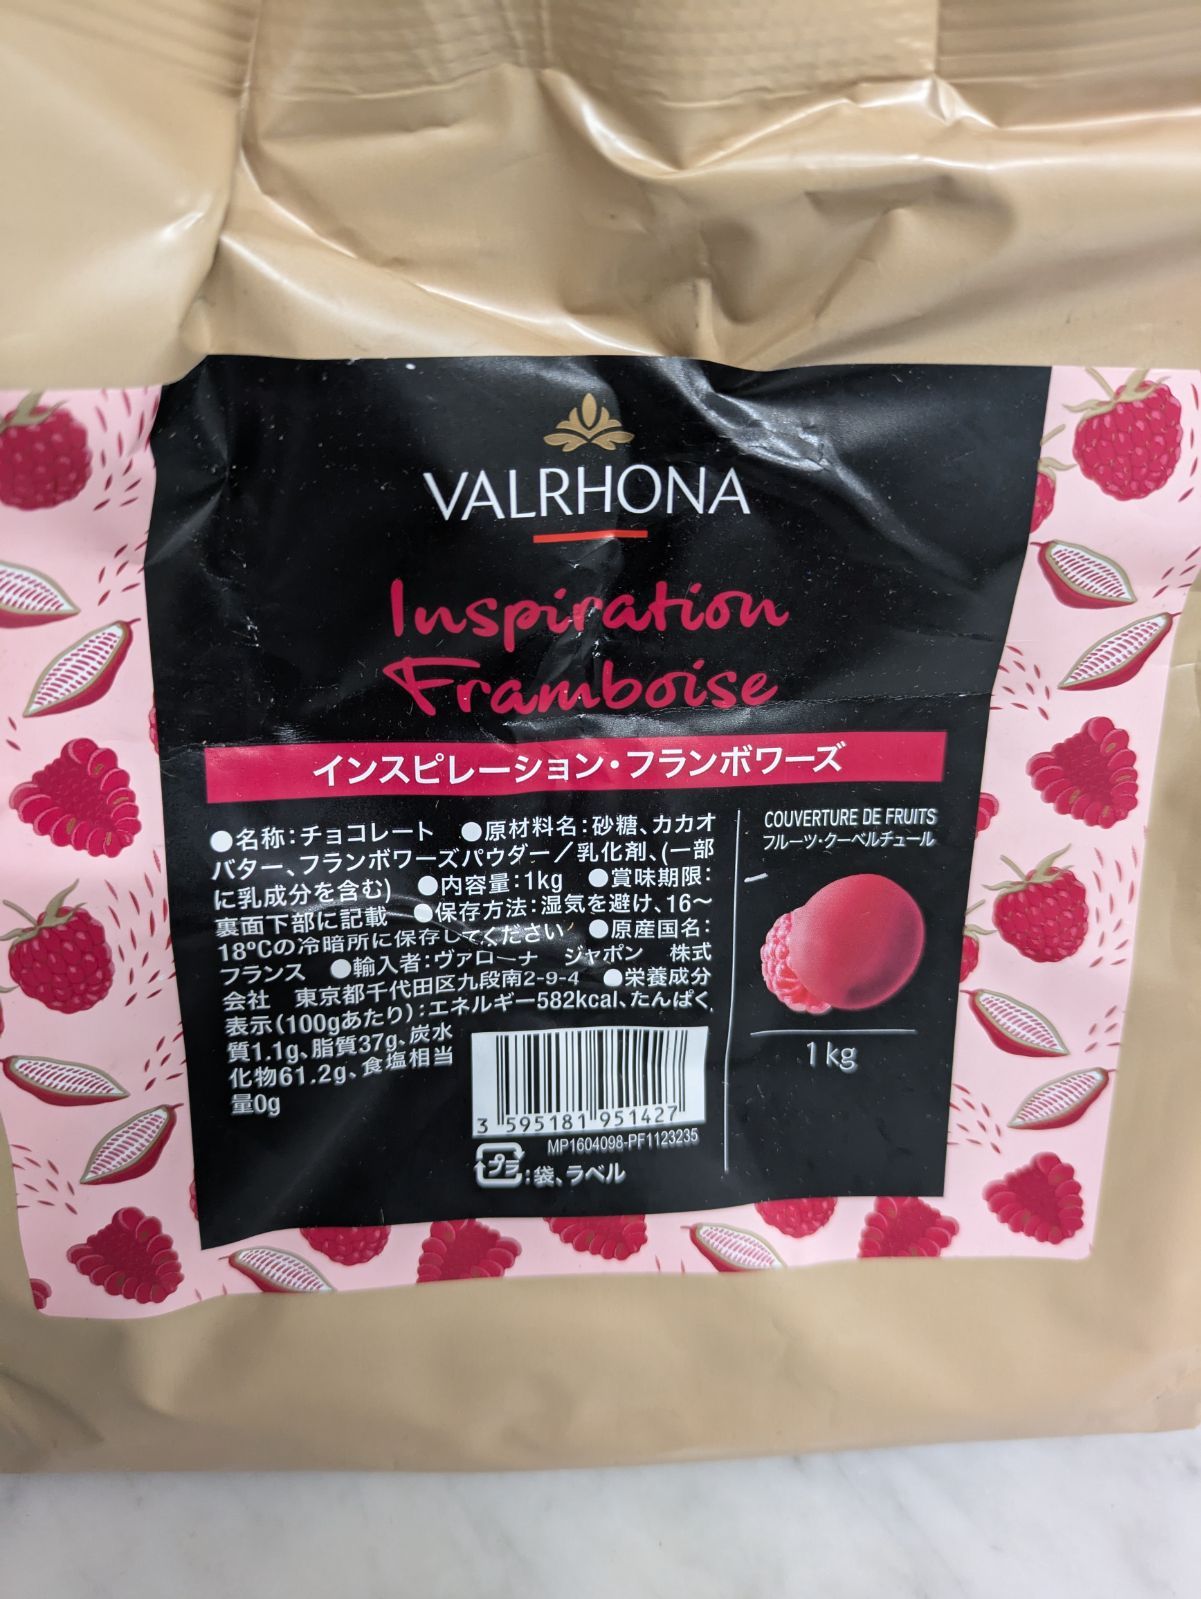 VALRHONA
Inspiration
Framboise
インスピレーション・フランボワーズ
●名称：チョコレート ●原材料名：砂糖、カカオ
バター、フランボワーズパウダー／乳化剤、(一部
に乳成分を含む) ●内容量：1kg ●賞味期限：
裏面下部に記載 ●保存方法：湿気を避け、16～
18℃の冷暗所に保存してください ●原産国名：
フランス ●輸入者：ヴァローナ ジャポン 株式
会社 東京都千代田区九段南2-9-4 ●栄養成分
表示(100gあたり)：エネルギー582kcal、たんぱく
質1.1g、脂質37g、炭水
化物61.2g、食塩相当
量0g
3 595181 951427
MP1604098-PF1123235
プラ：袋、ラベル
COUVERTURE DE FRUITS
フルーツ・クーベルチュール
1 kg